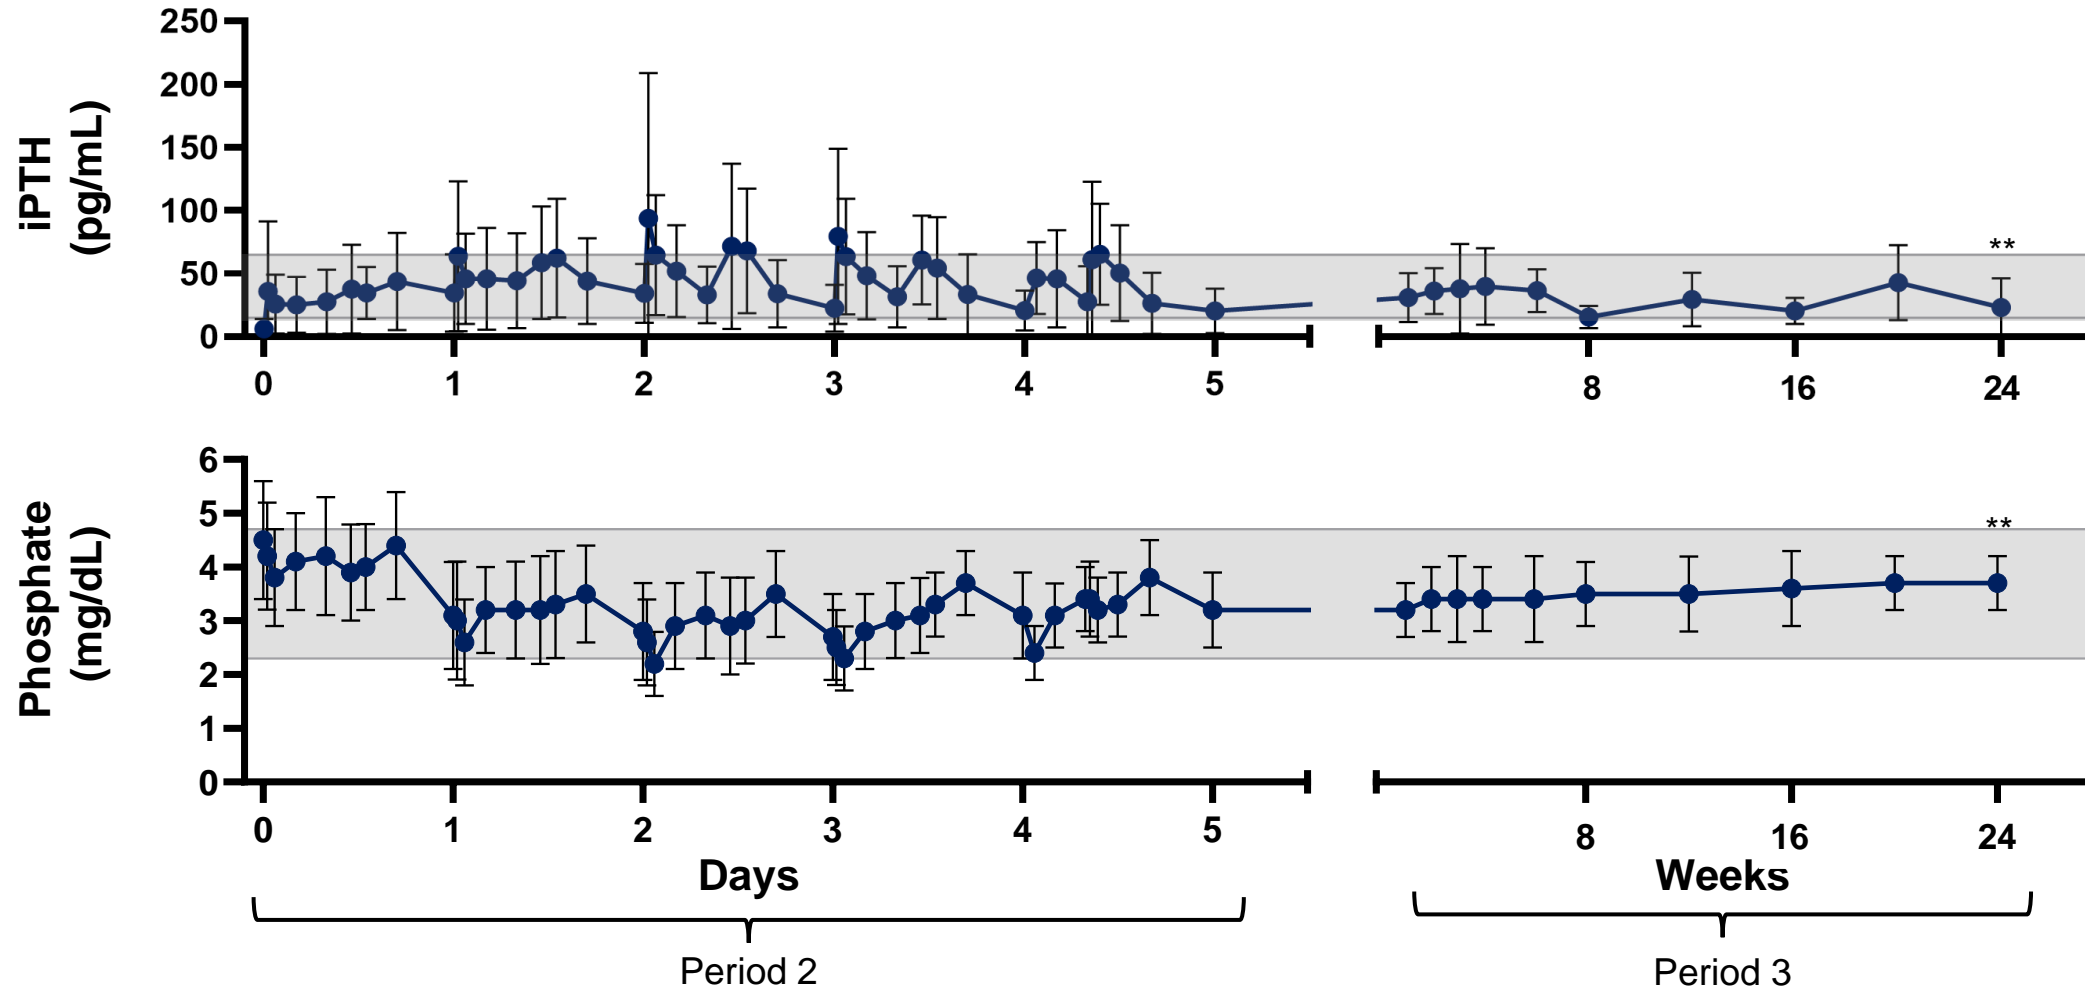 iPTH
(pg/mL)
250
200
150
100
50
0
0 1 2 3 4 5 8 16 24
**
Phosphate
(mg/dL)
6
5
4
3
2
1
0
**
0 1 2 3 4 5 8 16 24
Days Weeks
Period 2 Period 3